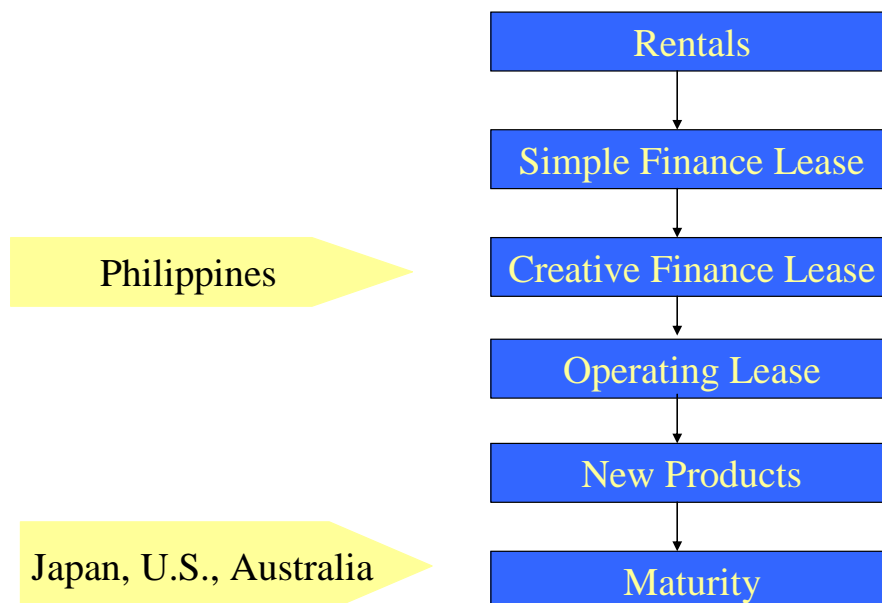 Rentals
Simple Finance Lease
Philippines
Creative Finance Lease
Operating Lease
New Products
Japan, U.S., Australia
Maturity